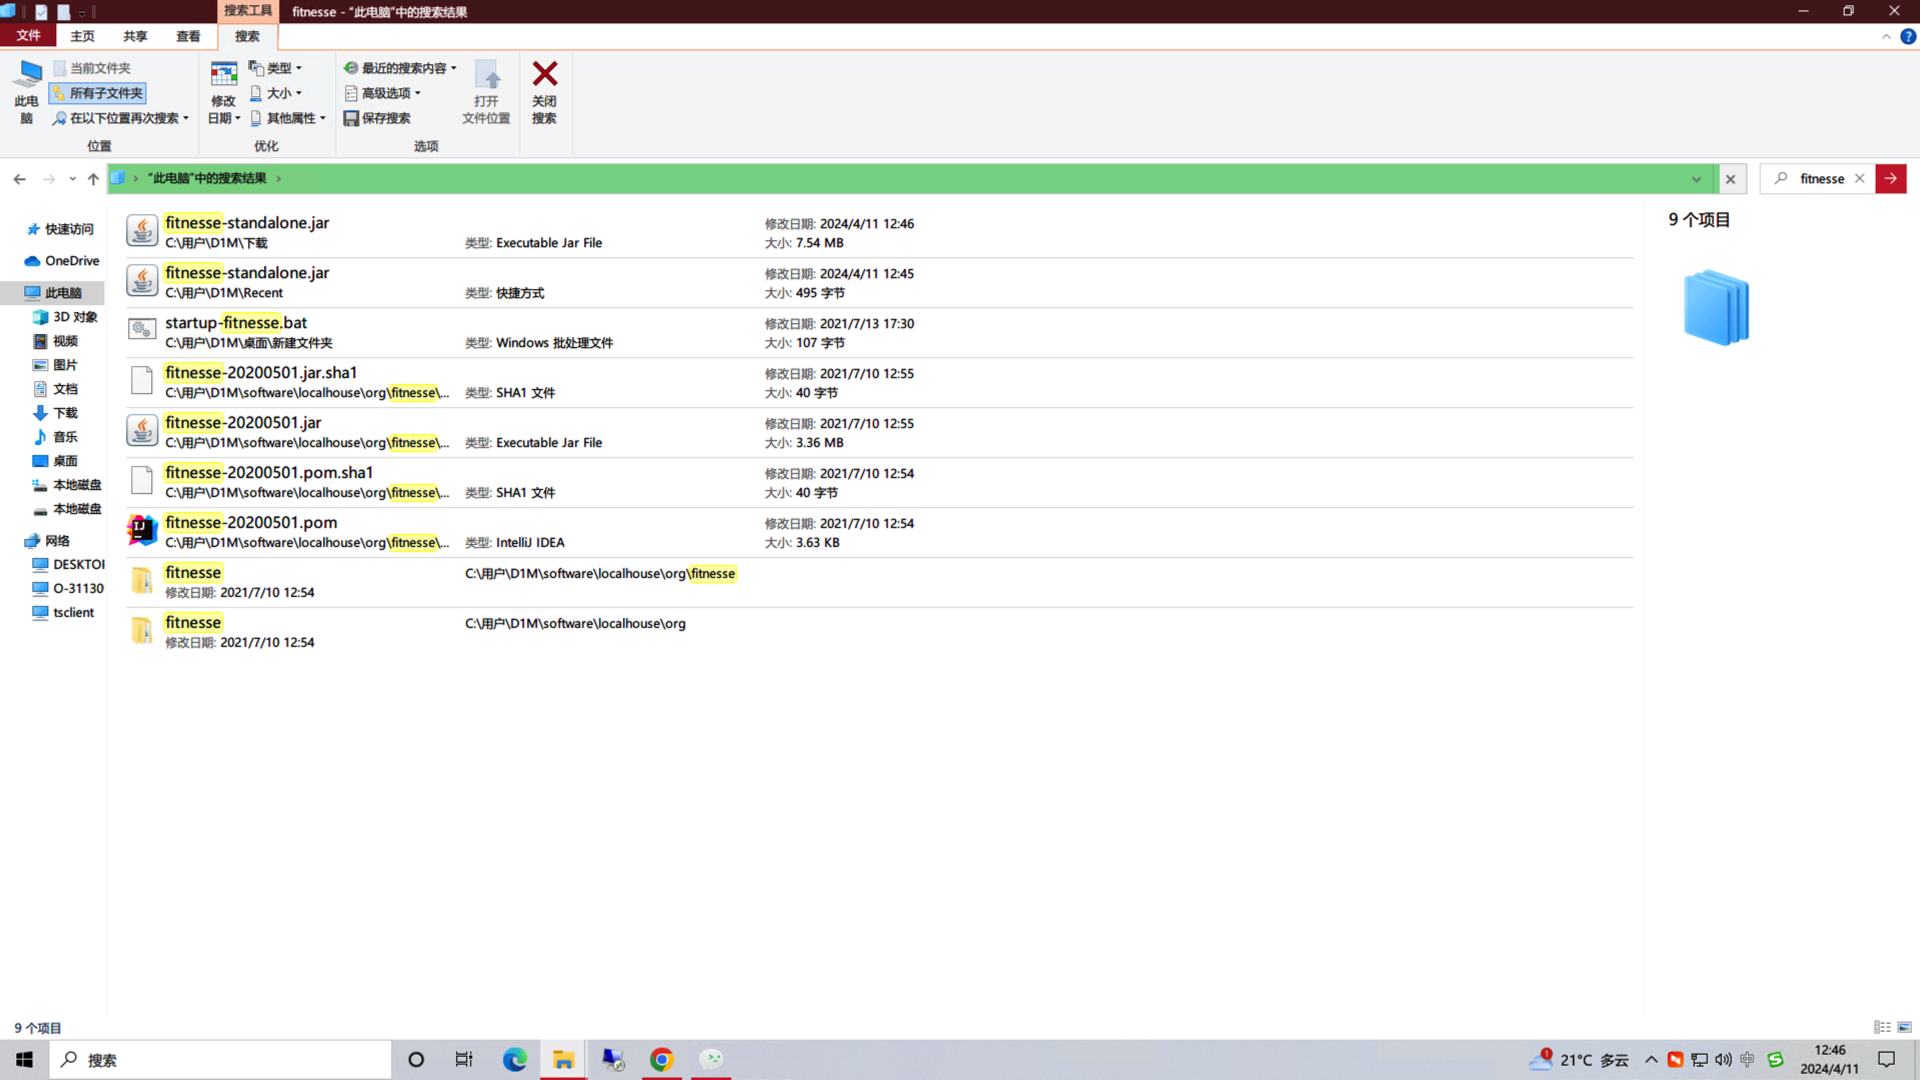 搜索工具
fitnesse - "此电脑"中的搜索结果
文件 主页 共享 查看 搜索
此电脑
当前文件夹
所有子文件夹
在以下位置再次搜索
位置
修改日期
类型
大小
其他属性
优化
最近的搜索内容
高级选项
保存搜索
打开文件位置
选项
关闭搜索
"此电脑"中的搜索结果
fitnesse
快速访问
OneDrive
此电脑
3D 对象
视频
图片
文档
下载
音乐
桌面
本地磁盘
本地磁盘
网络
DESKTOP
O-31130
tsclient
fitnesse-standalone.jar 修改日期: 2024/4/11 12:46
C:\用户\D1M\下载 类型: Executable Jar File 大小: 7.54 MB
fitnesse-standalone.jar 修改日期: 2024/4/11 12:45
C:\用户\D1M\Recent 类型: 快捷方式 大小: 495 字节
startup-fitnesse.bat 修改日期: 2021/7/13 17:30
C:\用户\D1M\桌面\新建文件夹 类型: Windows 批处理文件 大小: 107 字节
fitnesse-20200501.jar.sha1 修改日期: 2021/7/10 12:55
C:\用户\D1M\software\localhouse\org\fitnesse\... 类型: SHA1 文件 大小: 40 字节
fitnesse-20200501.jar 修改日期: 2021/7/10 12:55
C:\用户\D1M\software\localhouse\org\fitnesse\... 类型: Executable Jar File 大小: 3.36 MB
fitnesse-20200501.pom.sha1 修改日期: 2021/7/10 12:54
C:\用户\D1M\software\localhouse\org\fitnesse\... 类型: SHA1 文件 大小: 40 字节
fitnesse-20200501.pom 修改日期: 2021/7/10 12:54
C:\用户\D1M\software\localhouse\org\fitnesse\... 类型: IntelliJ IDEA 大小: 3.63 KB
fitnesse C:\用户\D1M\software\localhouse\org\fitnesse
修改日期: 2021/7/10 12:54
fitnesse C:\用户\D1M\software\localhouse\org
修改日期: 2021/7/10 12:54
9 个项目
9 个项目
搜索
1
21°C 多云
中
12:46
2024/4/11